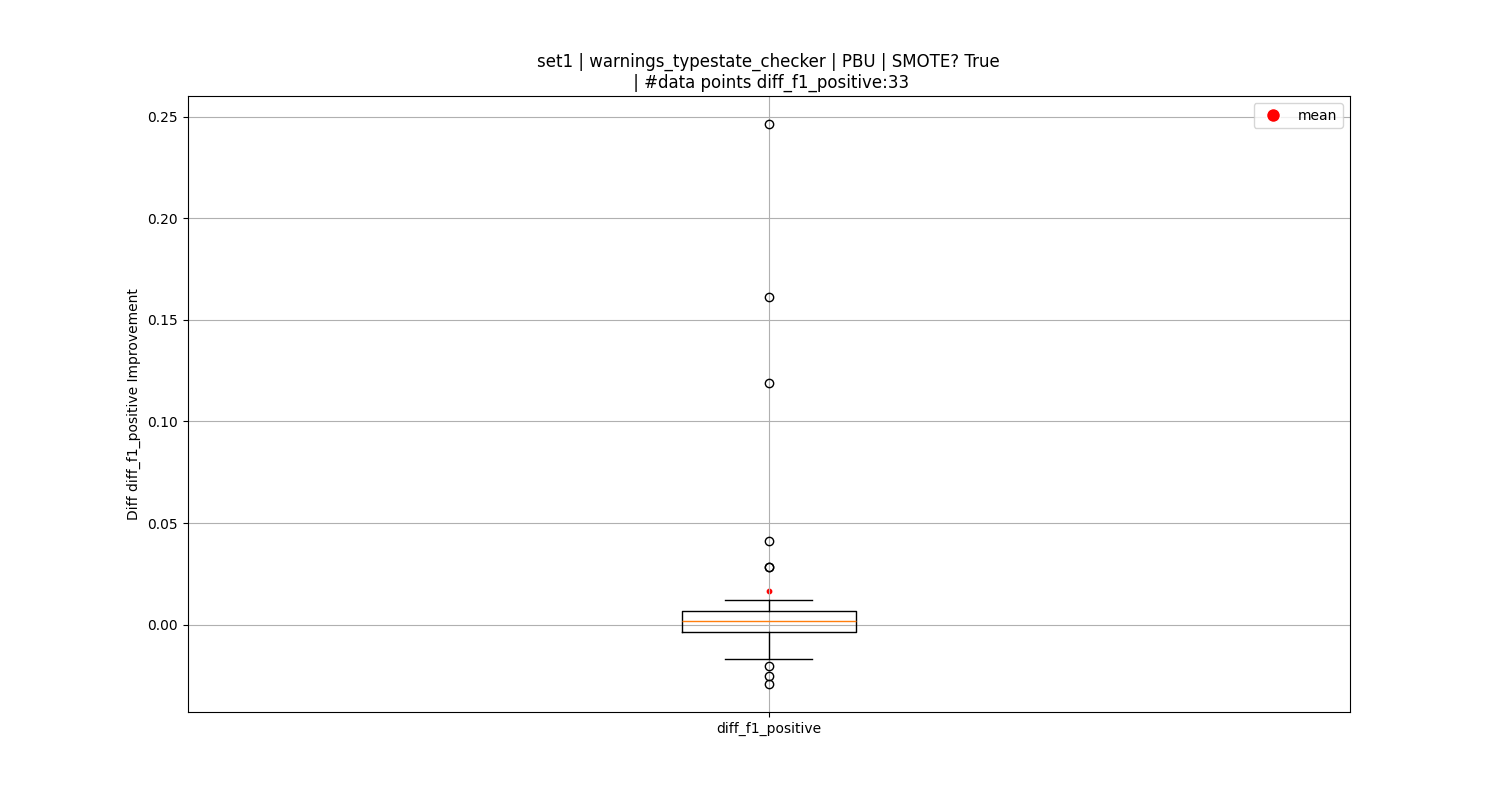 set1 | warnings_typestate_checker | PBU | SMOTE? True
| #data points diff_f1_positive:33
mean
0.25
0.20
0.15
0.10
0.05
0.00
Diff diff_f1_positive Improvement
diff_f1_positive